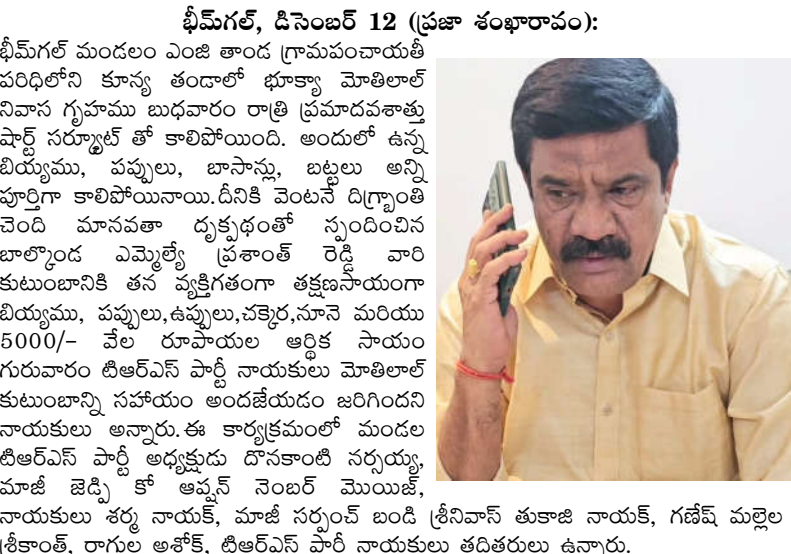 భీమ్‌గల్, డిసెంబర్ 12 (ప్రజా శంఖారావం):
భీమ్‌గల్ మండలం ఎంజి తాండ గ్రామపంచాయతీ
పరిధిలోని కూన్య తండాలో భూక్యా మోతిలాల్
నివాస గృహము బుధవారం రాత్రి ప్రమాదవశాత్తు
షార్ట్ సర్క్యూట్ తో కాలిపోయింది. అందులో ఉన్న
బియ్యము, పప్పులు, బాసాన్లు, బట్టలు అన్ని
పూర్తిగా కాలిపోయినాయి.దీనికి వెంటనే దిగ్భ్రాంతి
చెంది మానవతా దృక్పథంతో స్పందించిన
బాల్కొండ ఎమ్మెల్యే ప్రశాంత్ రెడ్డి వారి
కుటుంబానికి తన వ్యక్తిగతంగా తక్షణసాయంగా
బియ్యము, పప్పులు,ఉప్పులు,చక్కెర,నూనె మరియు
5000/- వేల రూపాయల ఆర్థిక సాయం
గురువారం టిఆర్ఎస్ పార్టీ నాయకులు మోతిలాల్
కుటుంబాన్ని సహాయం అందజేయడం జరిగిందని
నాయకులు అన్నారు.ఈ కార్యక్రమంలో మండల
టిఆర్ఎస్ పార్టీ అధ్యక్షుడు దొనకాంటి నర్సయ్య,
మాజీ జెడ్పి కో ఆప్షన్ నెంబర్ మొయిజ్,
నాయకులు శర్మ నాయక్, మాజీ సర్పంచ్ బండి శ్రీనివాస్ తుకాజి నాయక్, గణేష్ మల్లెల
శ్రీకాంత్, రాగుల అశోక్, టిఆర్ఎస్ పార్టీ నాయకులు తదితరులు ఉన్నారు.